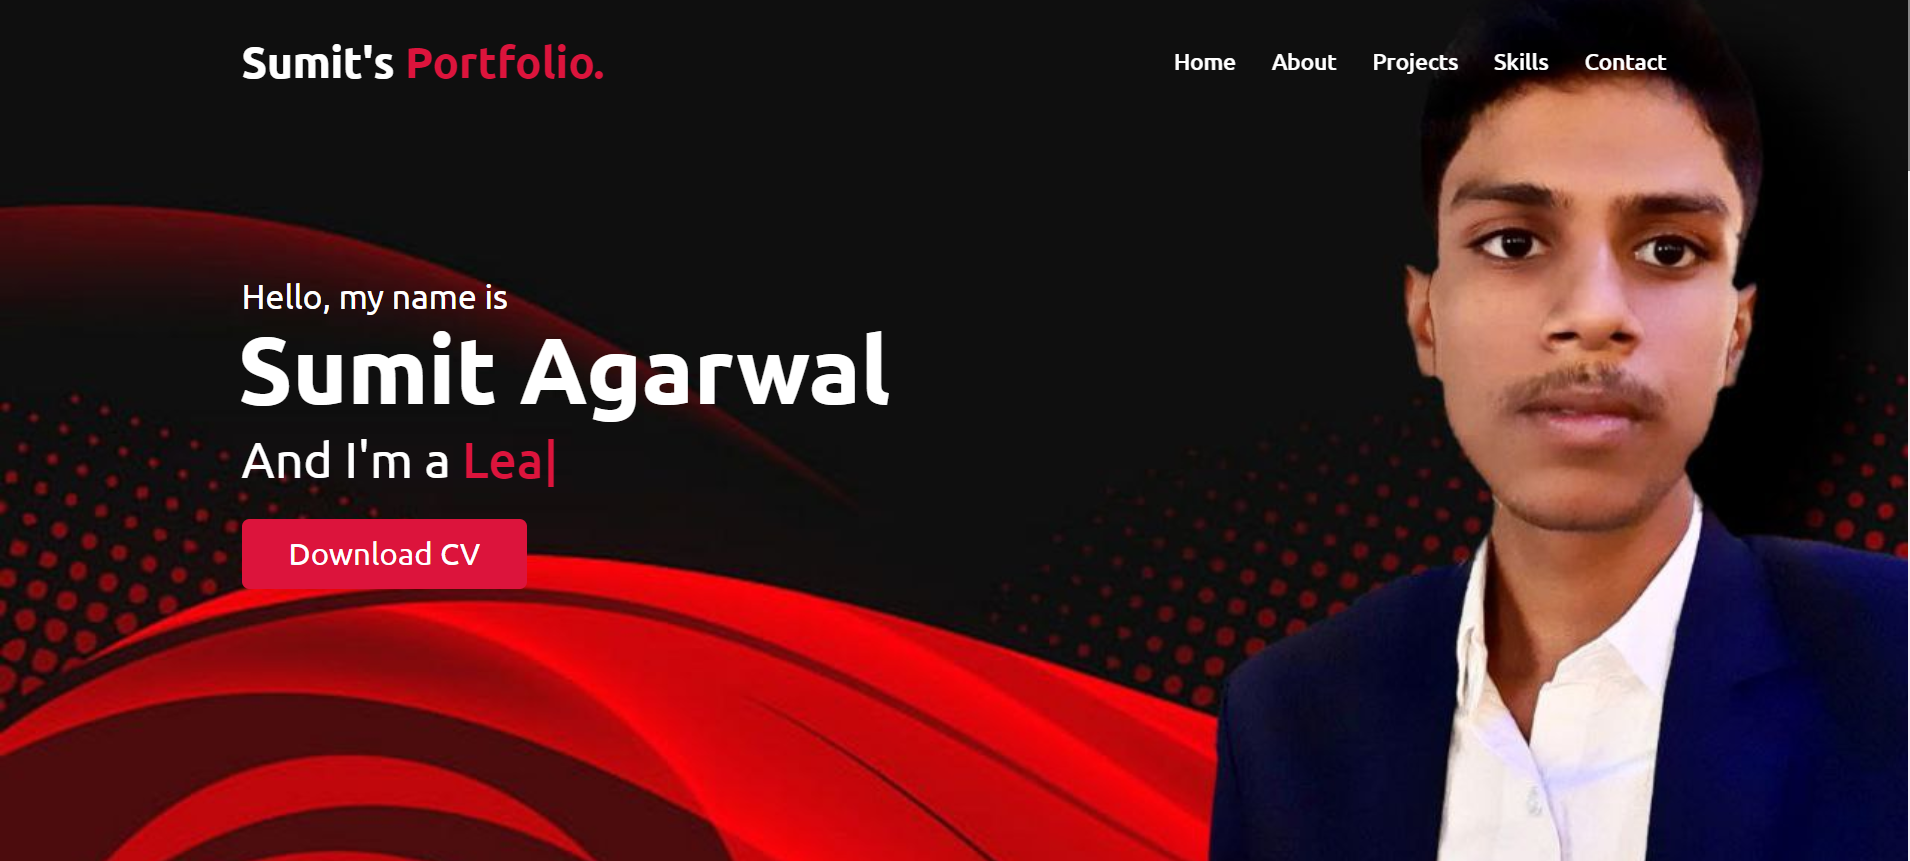 Sumit's Portfolio.
Home About Projects Skills Contact
Hello, my name is
Sumit Agarwal
And I'm a Lea|
Download CV